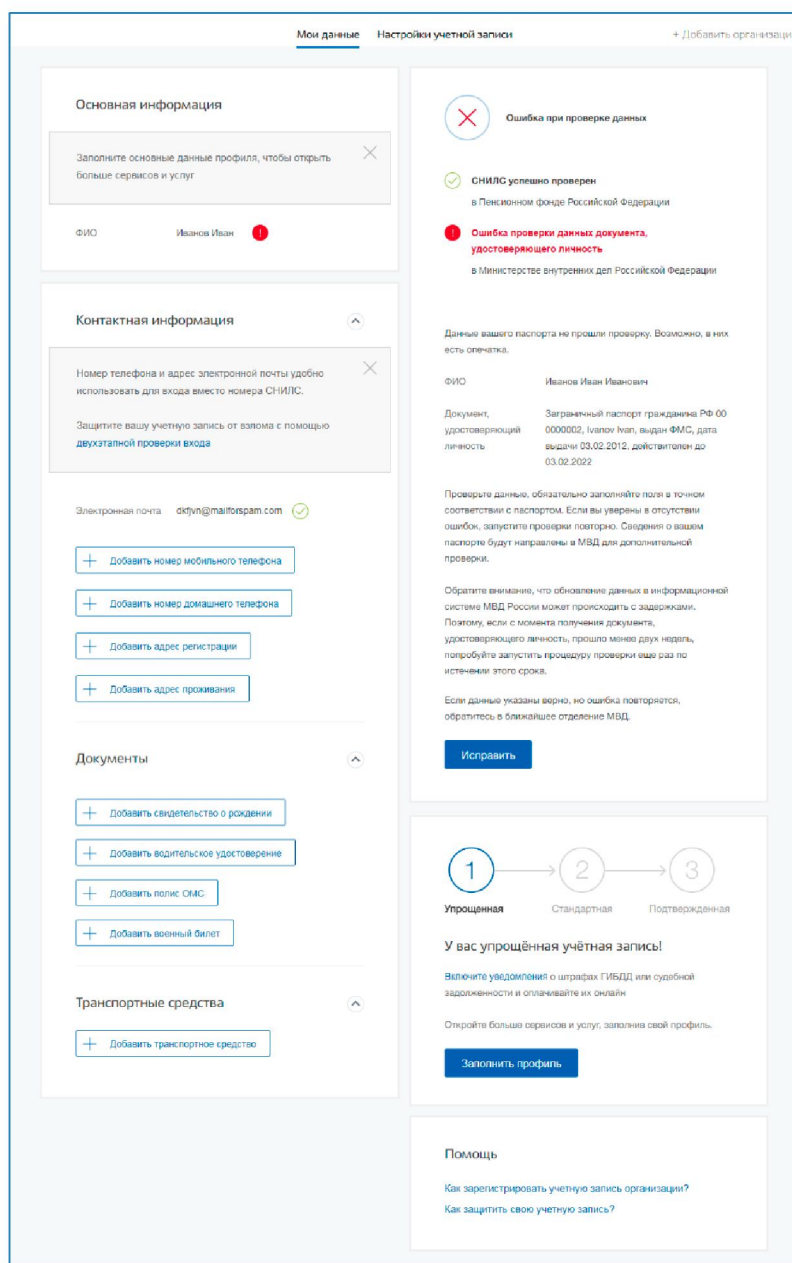 Мои данные
Настройки учетной записи
+ Добавить организаци
Основная информация
Заполните основные данные профиля, чтобы открыть
больше сервисов и услуг
ФИО
Иванов Иван
Контактная информация
Номер телефона и адрес электронной почты удобно
использовать для входа вместо номера СНИЛС.
Защитите вашу учетную запись от взлома с помощью
двухэтапной проверки входа
Электронная почта
dkfjvn@mailforspam.com
Добавить номер мобильного телефона
Добавить номер домашнего телефона
Добавить адрес регистрации
Добавить адрес проживания
Документы
Добавить свидетельство о рождении
Добавить водительское удостоверение
Добавить полис ОМС
Добавить военный билет
Транспортные средства
Добавить транспортное средство
Ошибка при проверке данных
СНИЛС успешно проверен
в Пенсионном фонде Российской Федерации
Ошибка проверки данных документа,
удостоверяющего личность
в Министерстве внутренних дел Российской Федерации
Данные вашего паспорта не прошли проверку. Возможно, в них
есть опечатка.
ФИО
Иванов Иван Иванович
Документ,
удостоверяющий
личность
Заграничный паспорт гражданина РФ 00
0000002, Ivanov Ivan, выдан ФМС, дата
выдачи 03.02.2012, действителен до
03.02.2022
Проверьте данные, обязательно заполняйте поля в точном
соответствии с паспортом. Если вы уверены в отсутствии
ошибок, запустите проверки повторно. Сведения о вашем
паспорте будут направлены в МВД для дополнительной
проверки.
Обратите внимание, что обновление данных в информационной
системе МВД России может происходить с задержками.
Поэтому, если с момента получения документа,
удостоверяющего личность, прошло менее двух недель,
попробуйте запустить процедуру проверки еще раз по
истечении этого срока.
Если данные указаны верно, но ошибка повторяется,
обратитесь в ближайшее отделение МВД.
Исправить
1
2
3
Упрощенная
Стандартная
Подтвержденная
У вас упрощённая учётная запись!
Включите уведомления о штрафах ГИБДД или судебной
задолженности и оплачивайте их онлайн
Откройте больше сервисов и услуг, заполнив свой профиль.
Заполнить профиль
Помощь
Как зарегистрировать учетную запись организации?
Как защитить свою учетную запись?